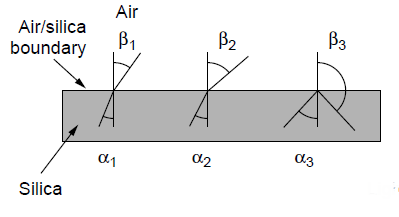 Air
Air/silica
boundary
β1 β2 β3
α1 α2 α3
Silica